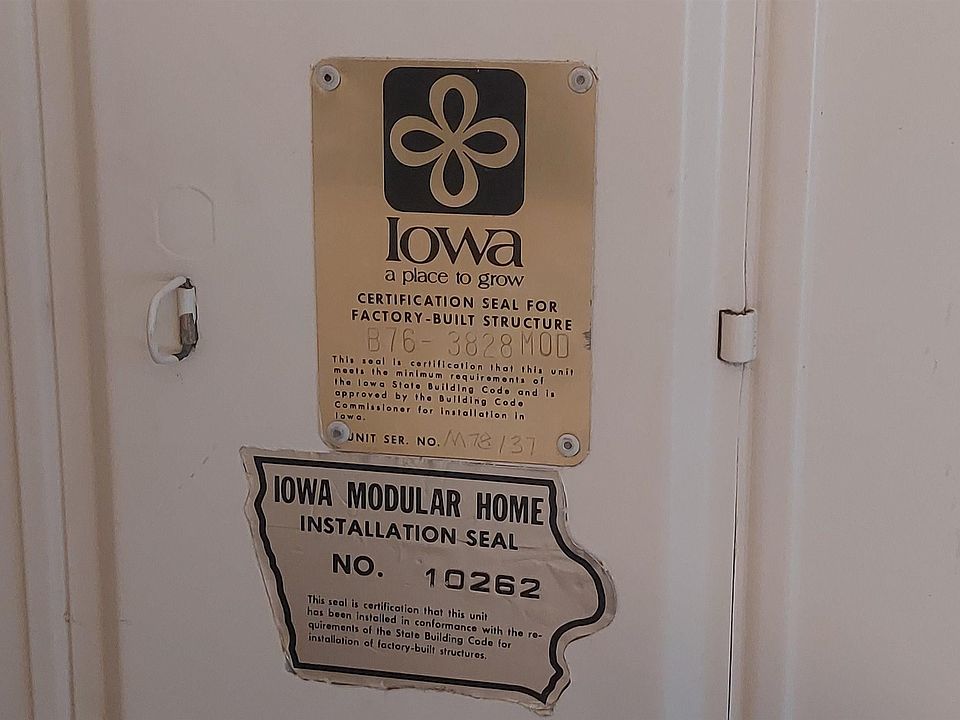 Iowa
a place to grow
CERTIFICATION SEAL FOR
FACTORY-BUILT STRUCTURE
B76-3828MOD
This seal is certification that this unit
meets the minimum requirements of
the Iowa State Building Code and is
approved by the Building Code
Commissioner for installation in
Iowa.
UNIT SER. NO. M78/37
IOWA MODULAR HOME
INSTALLATION SEAL
NO. 10262
This seal is certification that this unit
has been installed in conformance with the re-
quirements of the State Building Code for
installation of factory-built structures.